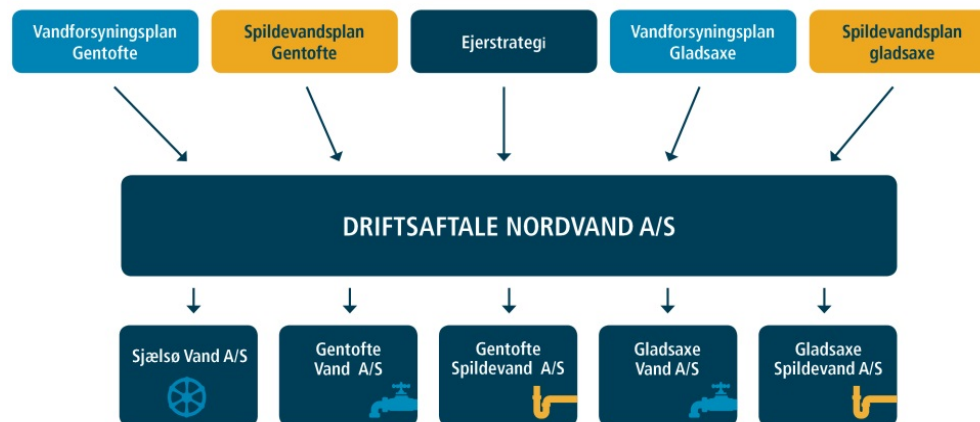 Vandforsyningsplan
Gentofte
Spildevandsplan
Gentofte
Ejerstrategi
Vandforsyningsplan
Gladsaxe
Spildevandsplan
gladsaxe
DRIFTSAFTALE NORDVAND A/S
Sjælsø Vand A/S
Gentofte
Vand A/S
Gentofte
Spildevand A/S
Gladsaxe
Vand A/S
Gladsaxe
Spildevand A/S